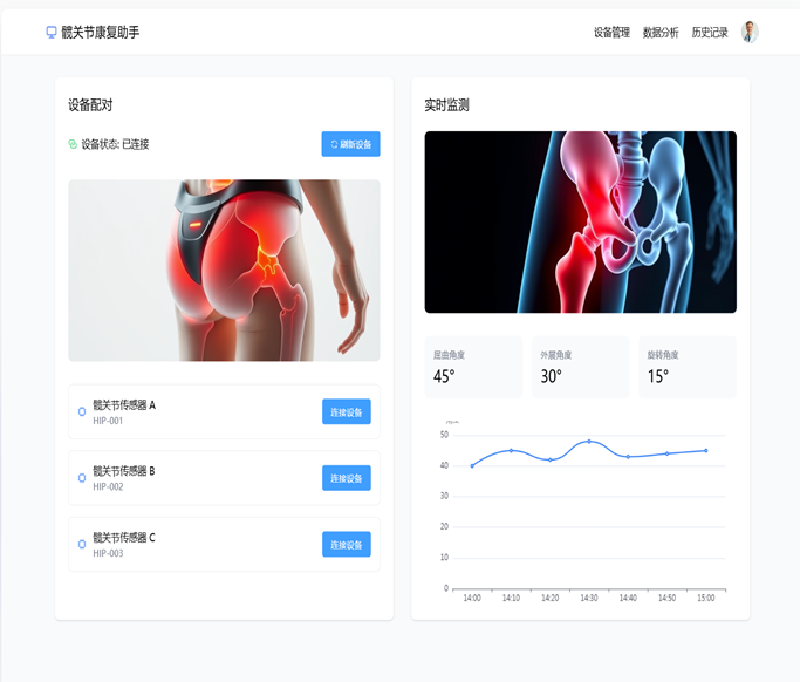 髋关节康复助手
设备管理 数据分析 历史记录
设备配对
设备状态: 已连接
刷新设备
髋关节传感器 A
HIP-001
连接设备
髋关节传感器 B
HIP-002
连接设备
髋关节传感器 C
HIP-003
连接设备
实时监测
屈曲角度
45°
外展角度
30°
旋转角度
15°
50
40
30
20
10
0
14:00 14:10 14:20 14:30 14:40 14:50 15:00